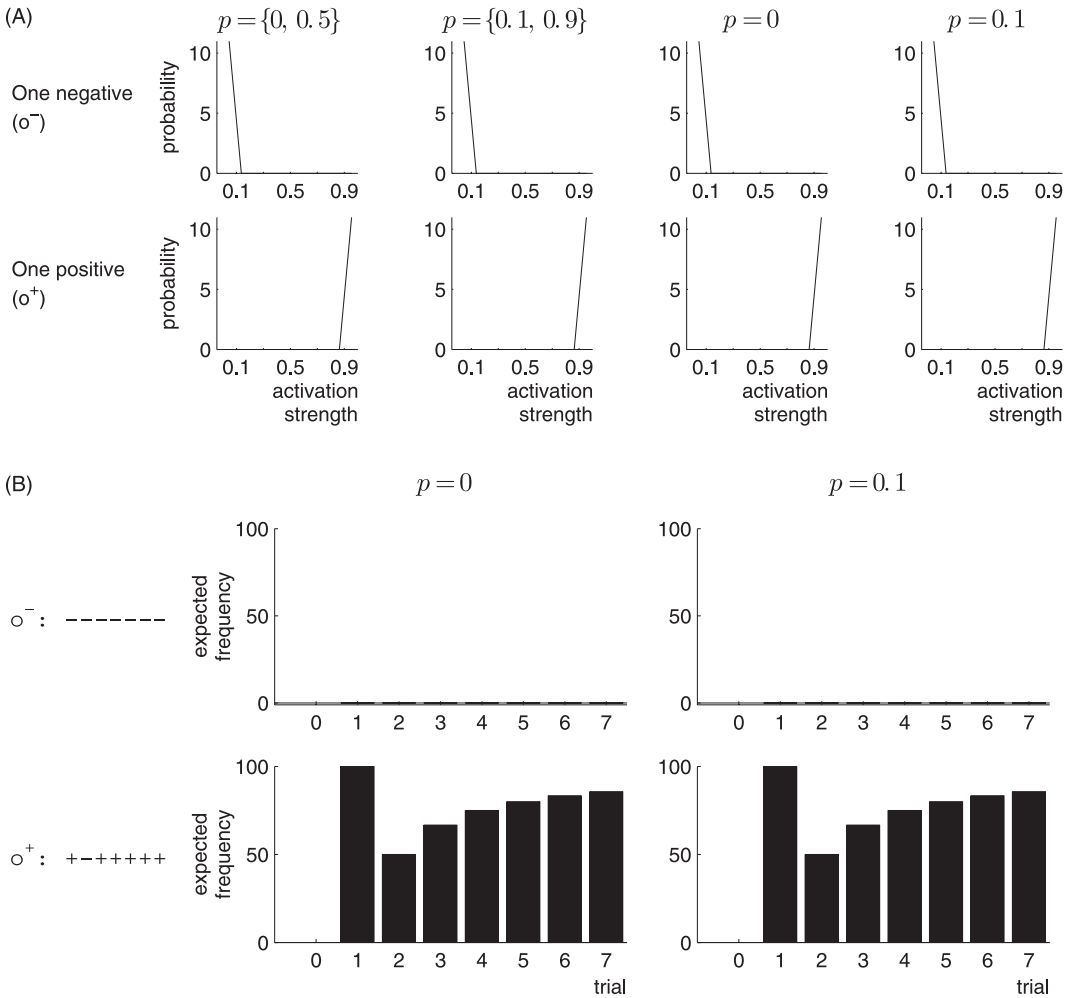 (A)
p = {0, 0.5} p = {0.1, 0.9} p = 0 p = 0.1
One negative
(o⁻)
probability
10 10 10 10
5 5 5 5
0 0 0 0
0.1 0.5 0.9 0.1 0.5 0.9 0.1 0.5 0.9 0.1 0.5 0.9
One positive
(o⁺)
probability
10 10 10 10
5 5 5 5
0 0 0 0
0.1 0.5 0.9 0.1 0.5 0.9 0.1 0.5 0.9 0.1 0.5 0.9
activation activation activation activation
strength strength strength strength
(B)
p = 0 p = 0.1
o⁻ : − − − − − − −
expected
frequency
100 100
50 50
0 0
0 1 2 3 4 5 6 7 0 1 2 3 4 5 6 7
o⁺ : + − + + + + +
expected
frequency
100 100
50 50
0 0
0 1 2 3 4 5 6 7 0 1 2 3 4 5 6 7
trial trial